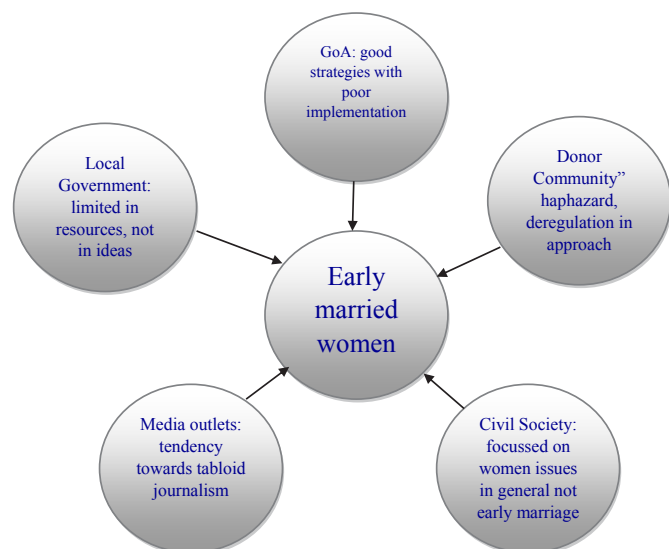 GoA: good
strategies with
poor
implementation
Local
Government:
limited in
resources, not
in ideas
Donor
Community”
haphazard,
deregulation in
approach
Early
married
women
Media outlets:
tendency
towards tabloid
journalism
Civil Society:
focussed on
women issues
in general not
early marriage